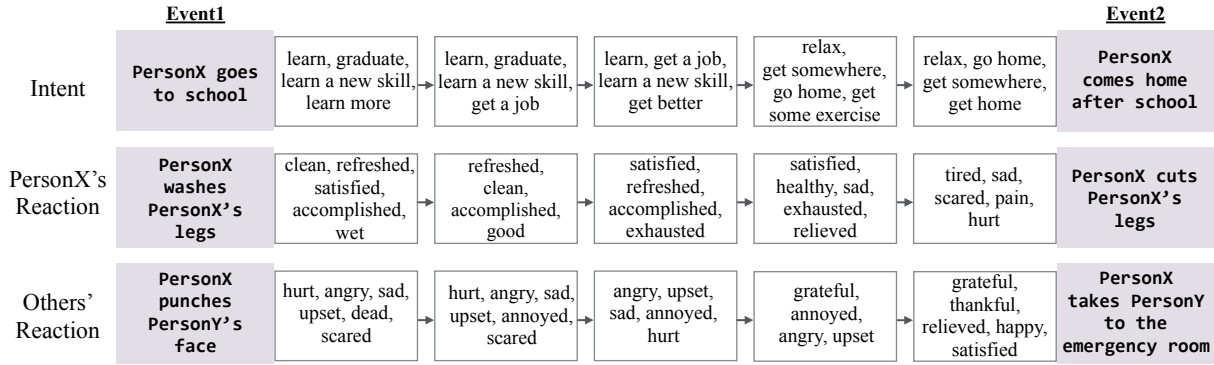 Event1
Event2
Intent
PersonX goes
to school
learn, graduate,
learn a new skill,
learn more
learn, graduate,
learn a new skill,
get a job
learn, get a job,
learn a new skill,
get better
relax,
get somewhere,
go home, get
some exercise
relax, go home,
get somewhere,
get home
PersonX
comes home
after school
PersonX's
Reaction
PersonX
washes
PersonX's
legs
clean, refreshed,
satisfied,
accomplished,
wet
refreshed,
clean,
accomplished,
good
satisfied,
refreshed,
accomplished,
exhausted
satisfied,
healthy, sad,
exhausted,
relieved
tired, sad,
scared, pain,
hurt
PersonX cuts
PersonX's
legs
Others'
Reaction
PersonX
punches
PersonY's
face
hurt, angry, sad,
upset, dead,
scared
hurt, angry, sad,
upset, annoyed,
scared
angry, upset,
sad, annoyed,
hurt
grateful,
annoyed,
angry, upset
grateful,
thankful,
relieved, happy,
satisfied
PersonX
takes PersonY
to the
emergency room